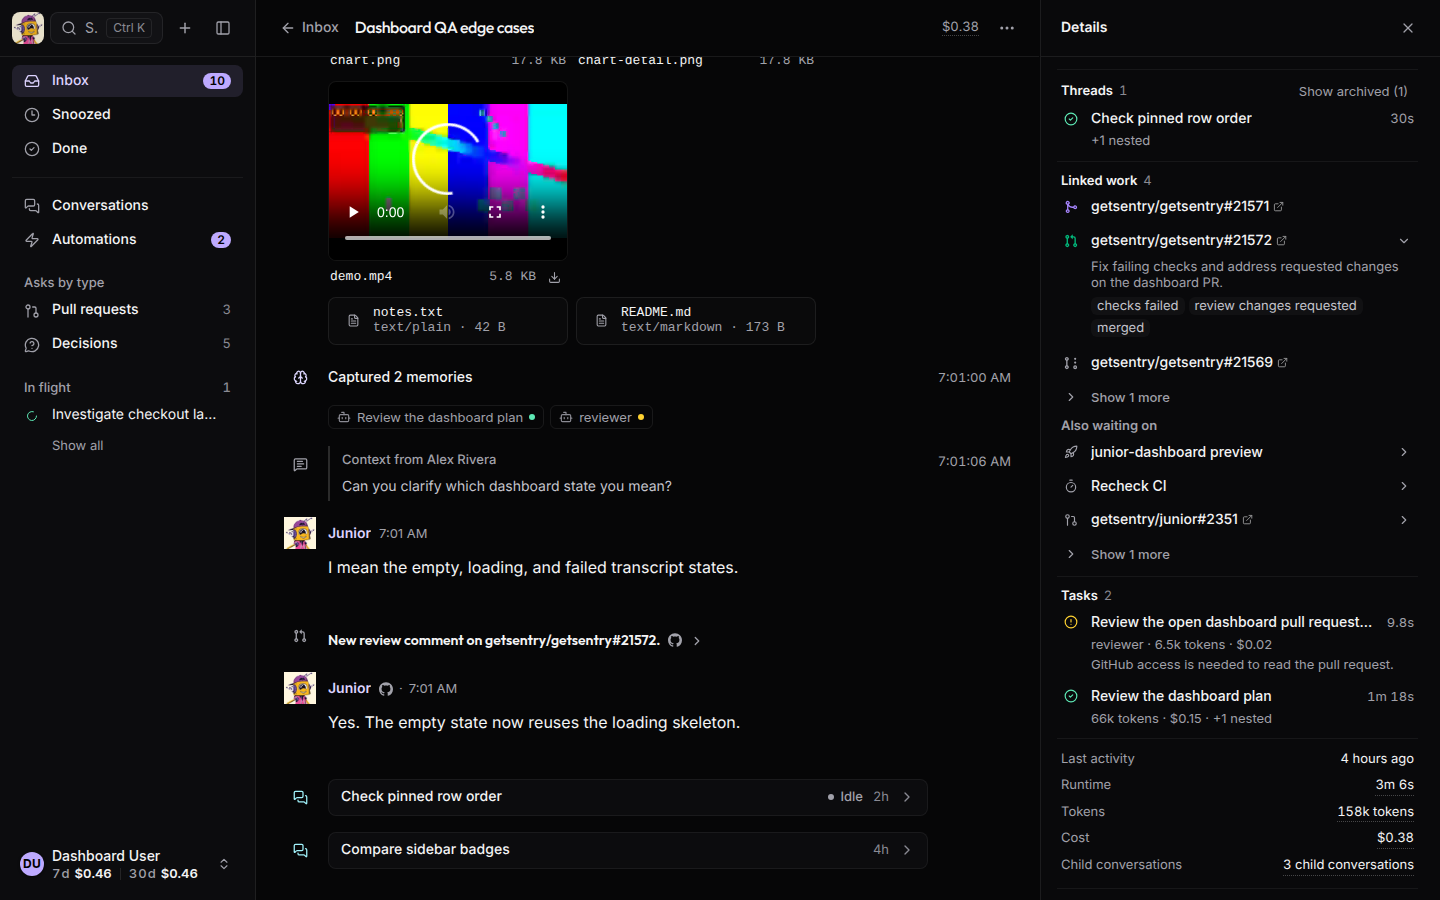 S.
Ctrl K
Inbox
10
Snoozed
Done
Conversations
Automations
2
Asks by type
Pull requests
3
Decisions
5
In flight
1
Investigate checkout la...
Show all
DU
Dashboard User
7d $0.46
30d $0.46
Inbox
Dashboard QA edge cases
$0.38
chart.png
17.8 KB
chart-detail.png
17.8 KB
0:00
demo.mp4
5.8 KB
notes.txt
text/plain · 42 B
README.md
text/markdown · 173 B
Captured 2 memories
7:01:00 AM
Review the dashboard plan
reviewer
Context from Alex Rivera
7:01:06 AM
Can you clarify which dashboard state you mean?
Junior 7:01 AM
I mean the empty, loading, and failed transcript states.
New review comment on getsentry/getsentry#21572.
Junior · 7:01 AM
Yes. The empty state now reuses the loading skeleton.
Check pinned row order
Idle 2h
Compare sidebar badges
4h
Details
Threads 1
Show archived (1)
Check pinned row order
30s
+1 nested
Linked work 4
getsentry/getsentry#21571
getsentry/getsentry#21572
Fix failing checks and address requested changes
on the dashboard PR.
checks failed
review changes requested
merged
getsentry/getsentry#21569
Show 1 more
Also waiting on
junior-dashboard preview
Recheck CI
getsentry/junior#2351
Show 1 more
Tasks 2
Review the open dashboard pull request...
9.8s
reviewer · 6.5k tokens · $0.02
GitHub access is needed to read the pull request.
Review the dashboard plan
1m 18s
66k tokens · $0.15 · +1 nested
Last activity
4 hours ago
Runtime
3m 6s
Tokens
158k tokens
Cost
$0.38
Child conversations
3 child conversations